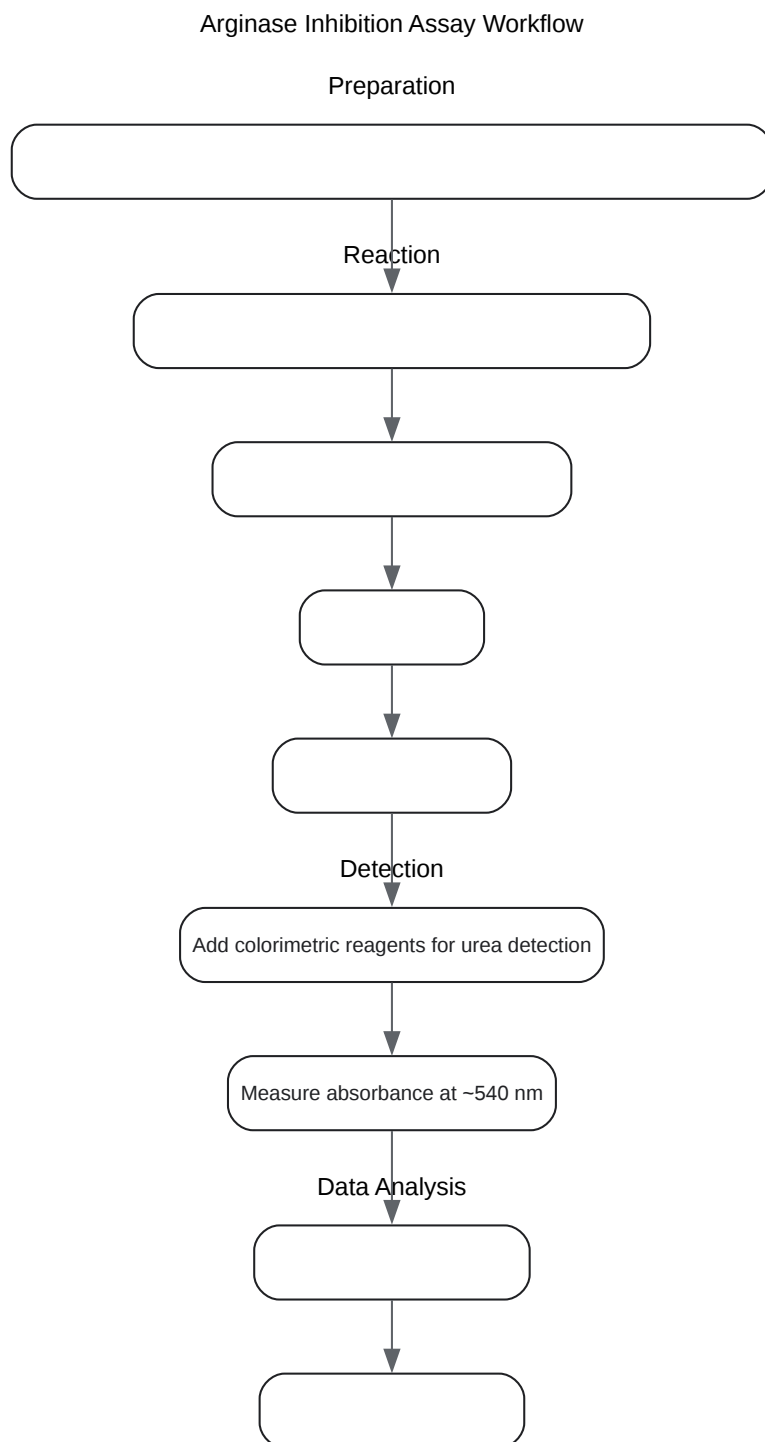 Arginase Inhibition Assay Workflow
Preparation
Reaction
Detection
Add colorimetric reagents for urea detection
Measure absorbance at ~540 nm
Data Analysis